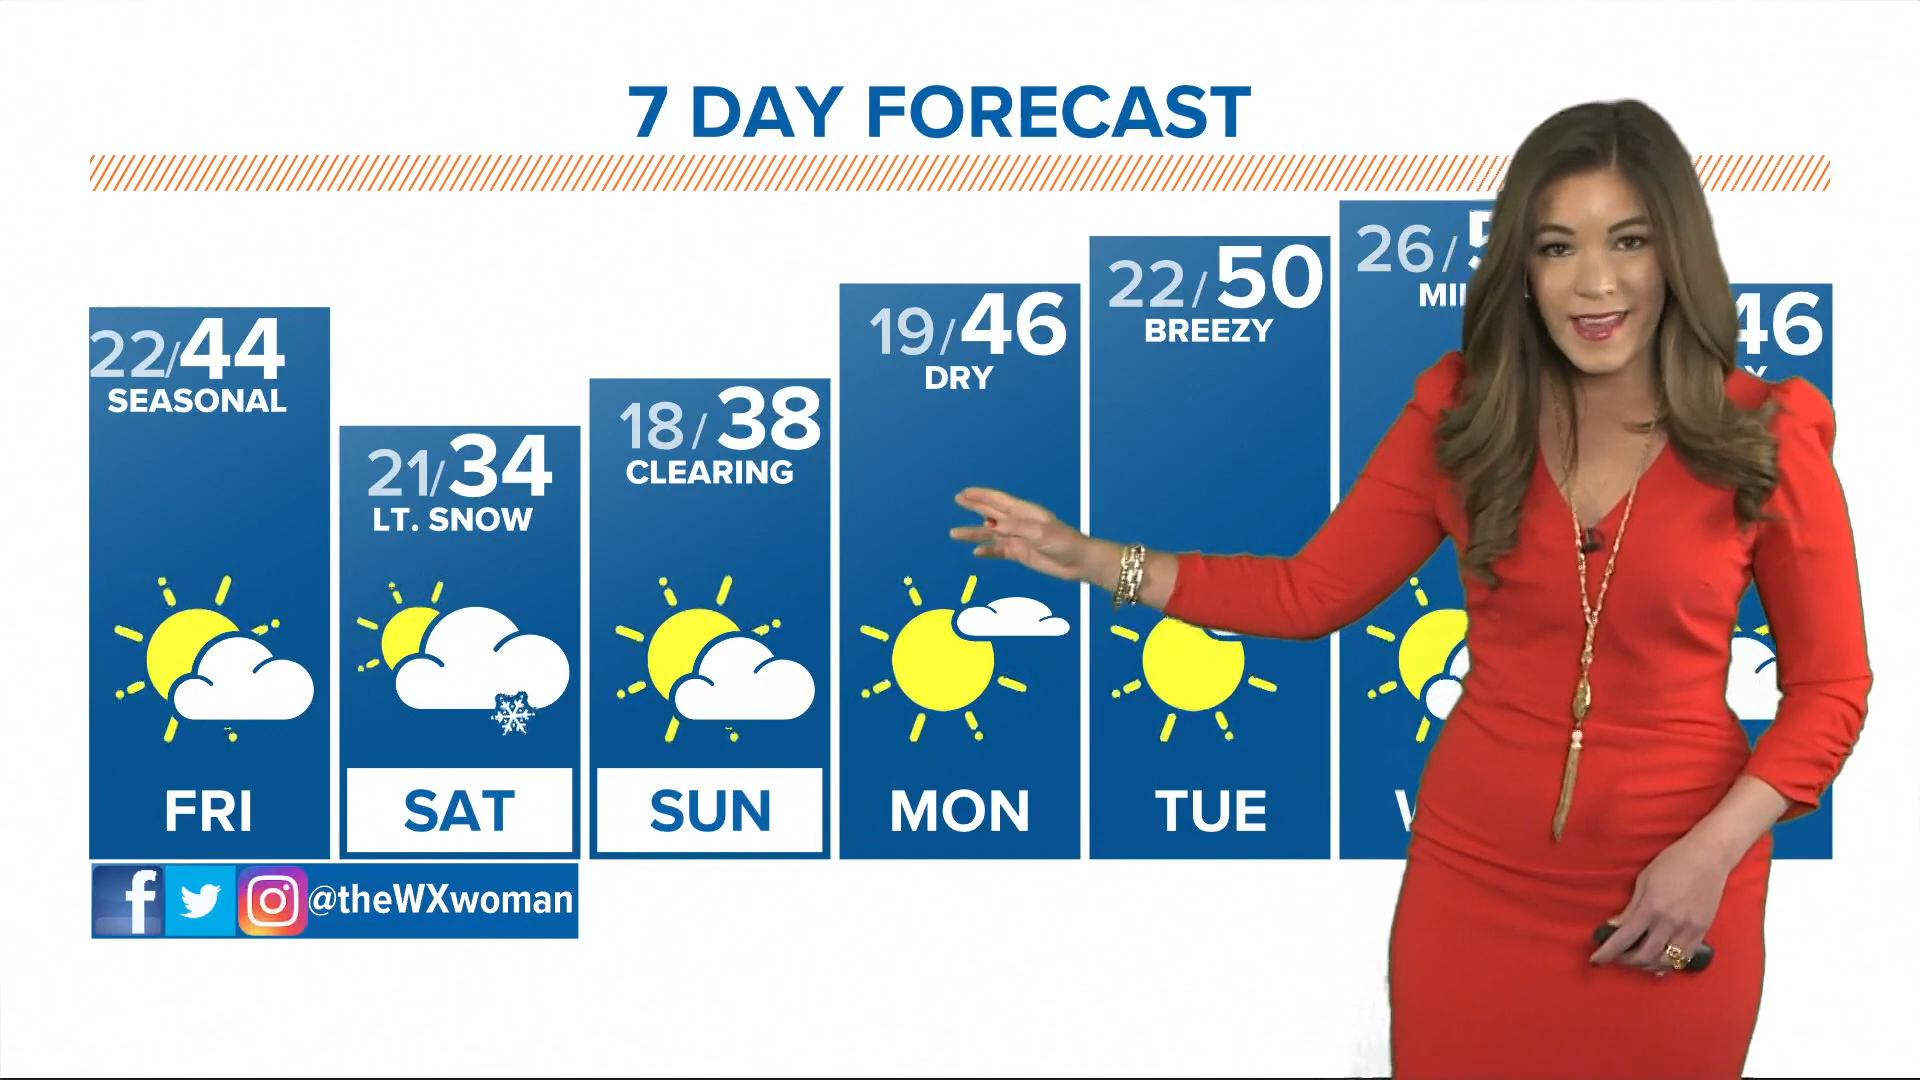 7 DAY FORECAST
22/44
SEASONAL
FRI
21/34
LT. SNOW
SAT
18/38
CLEARING
SUN
19/46
DRY
MON
22/50
BREEZY
TUE
26/
46
@theWXwoman